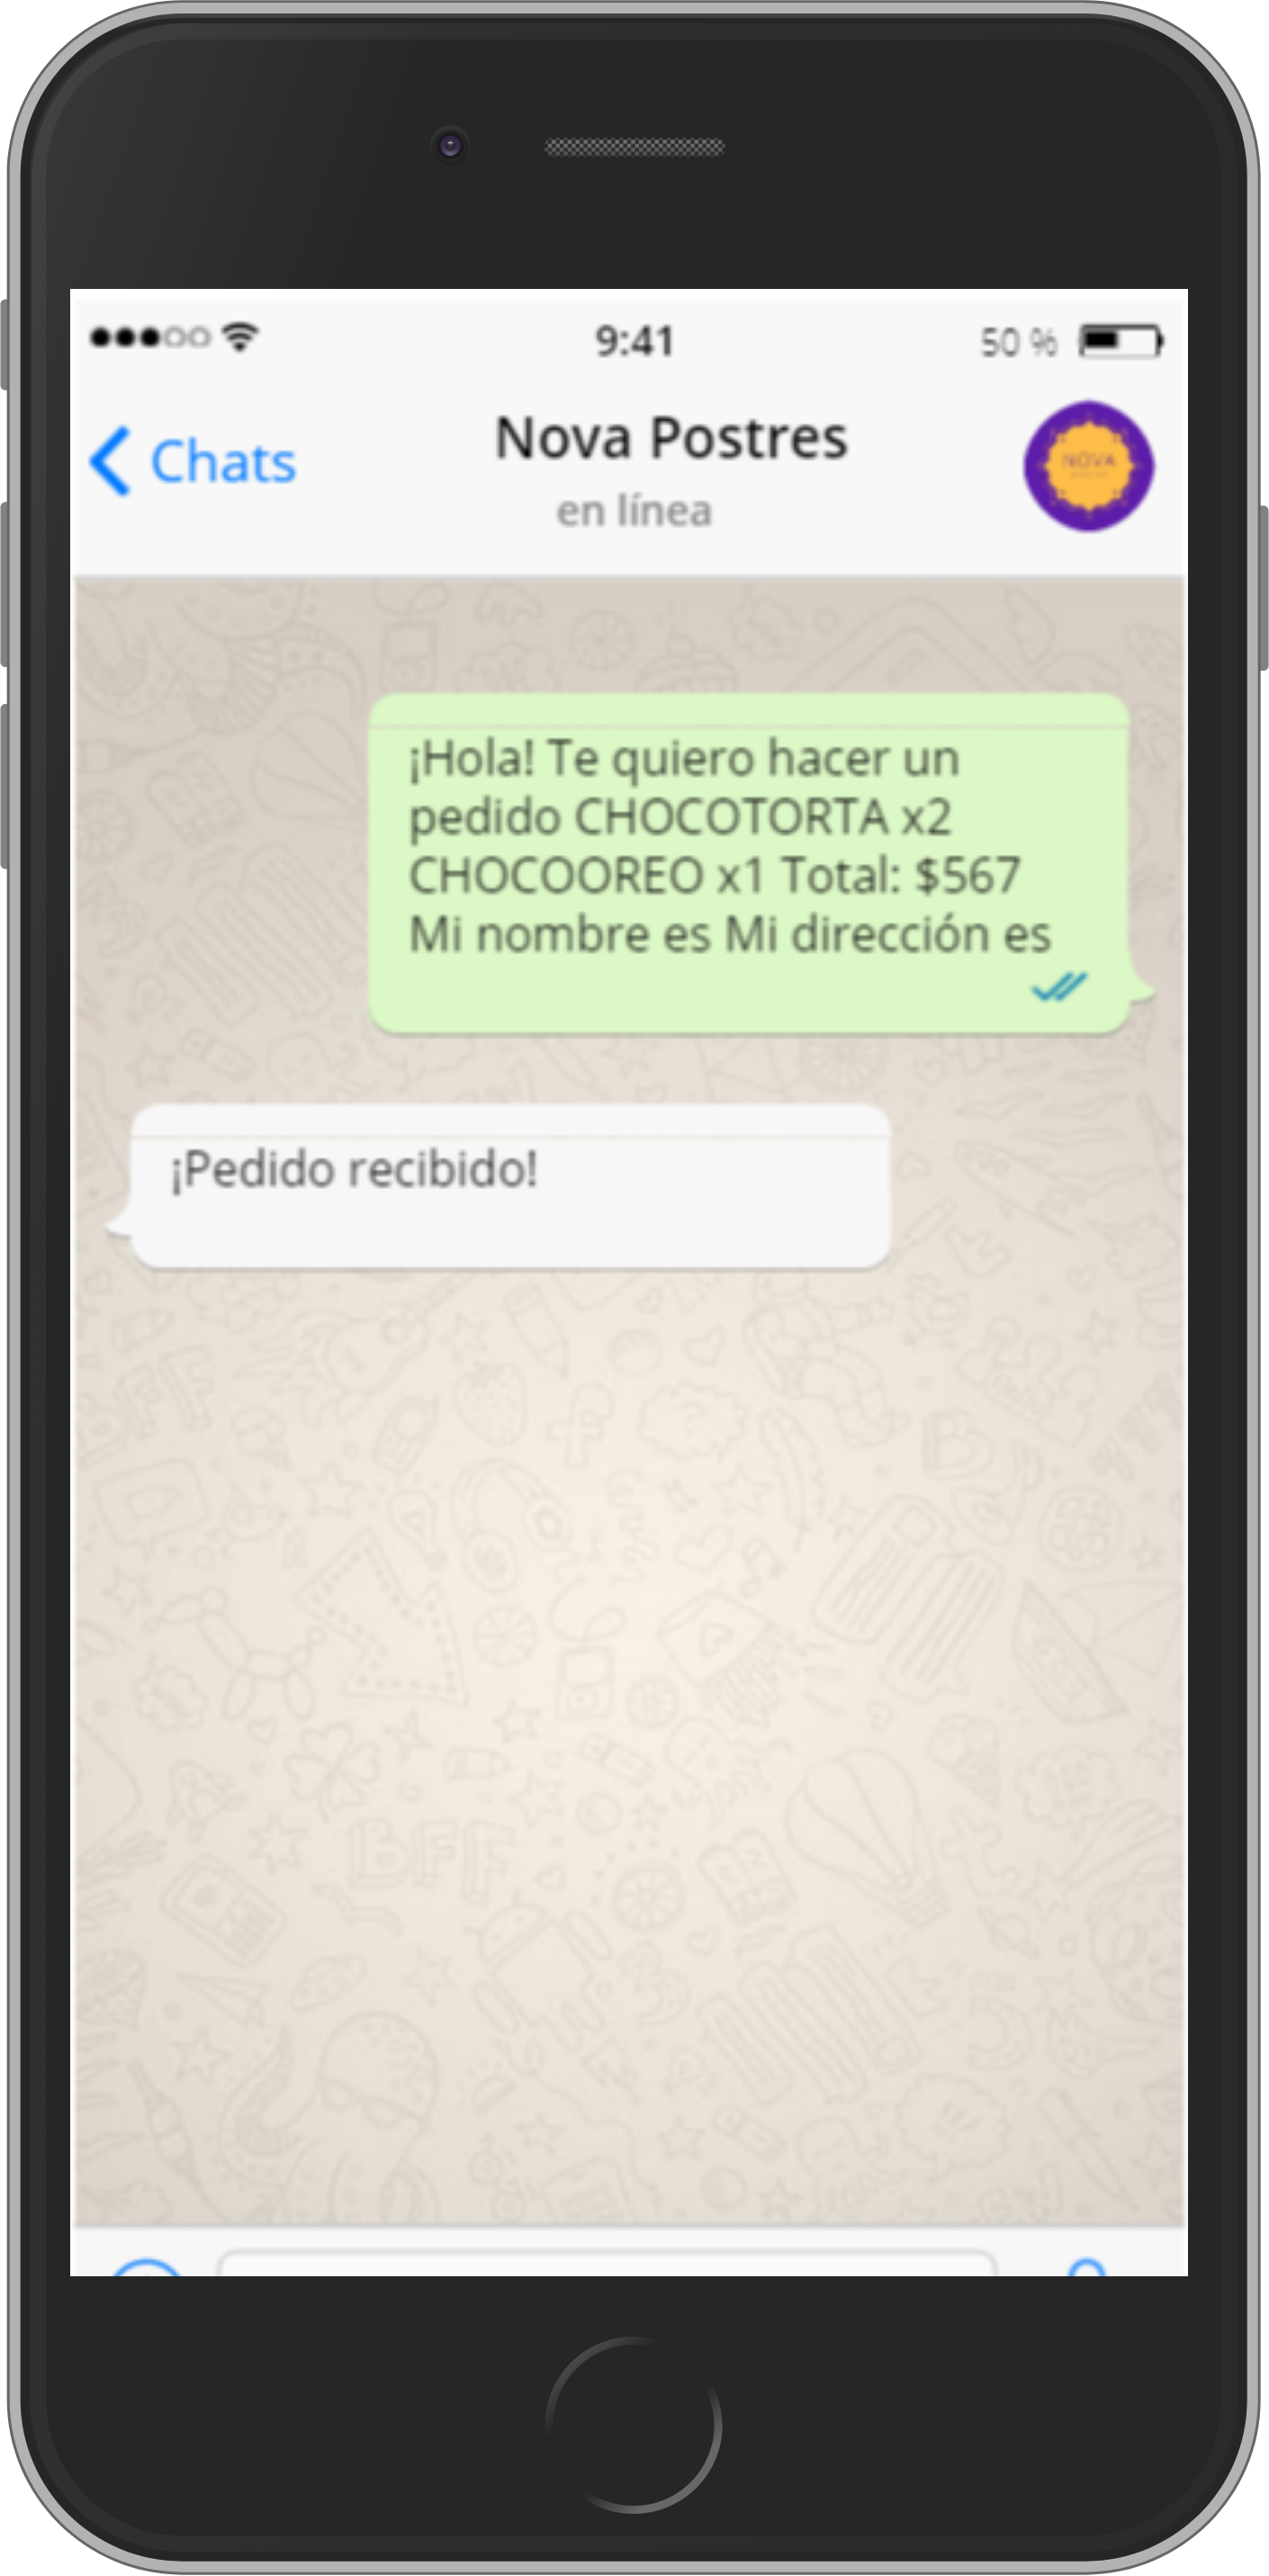 9:41
50 %
Chats
Nova Postres
en línea
NOVA
¡Hola! Te quiero hacer un
pedido CHOCOTORTA x2
CHOCOOREO x1 Total: $567
Mi nombre es Mi dirección es
¡Pedido recibido!